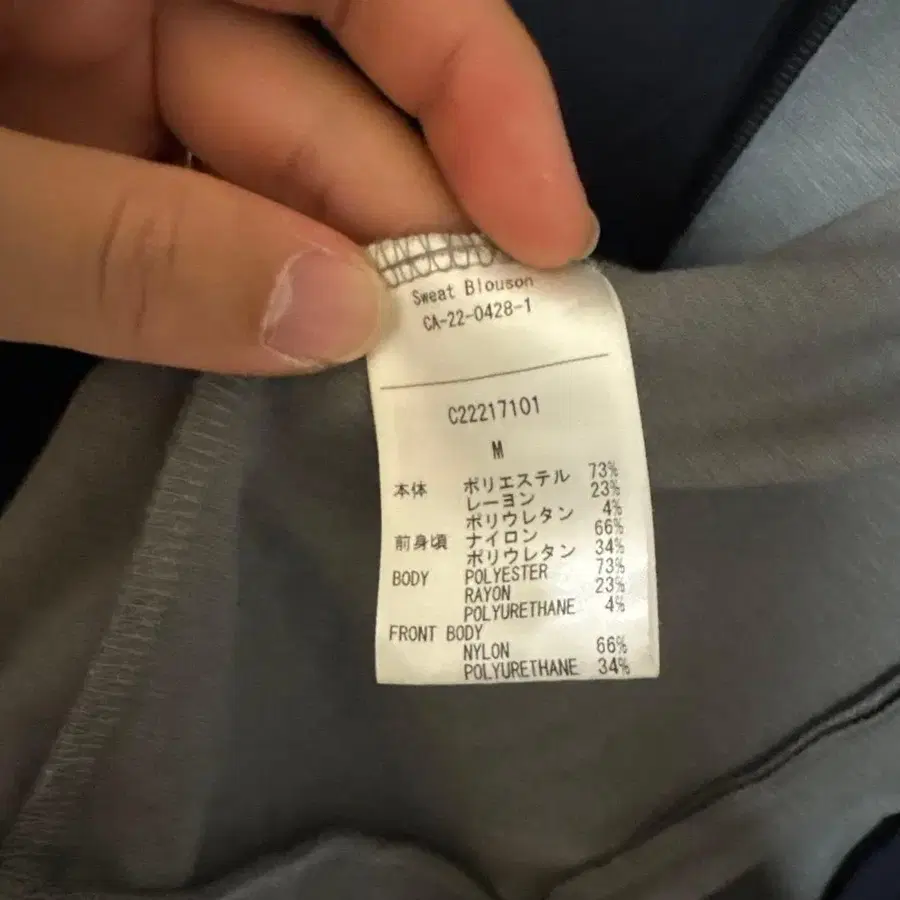 Sweat Blouson
CA-22-0428-1
C22217101
M
本体 ポリエステル 73%
レーヨン 23%
ポリウレタン 4%
前身頃 ナイロン 66%
ポリウレタン 34%
BODY POLYESTER 73%
RAYON 23%
POLYURETHANE 4%
FRONT BODY
NYLON 66%
POLYURETHANE 34%